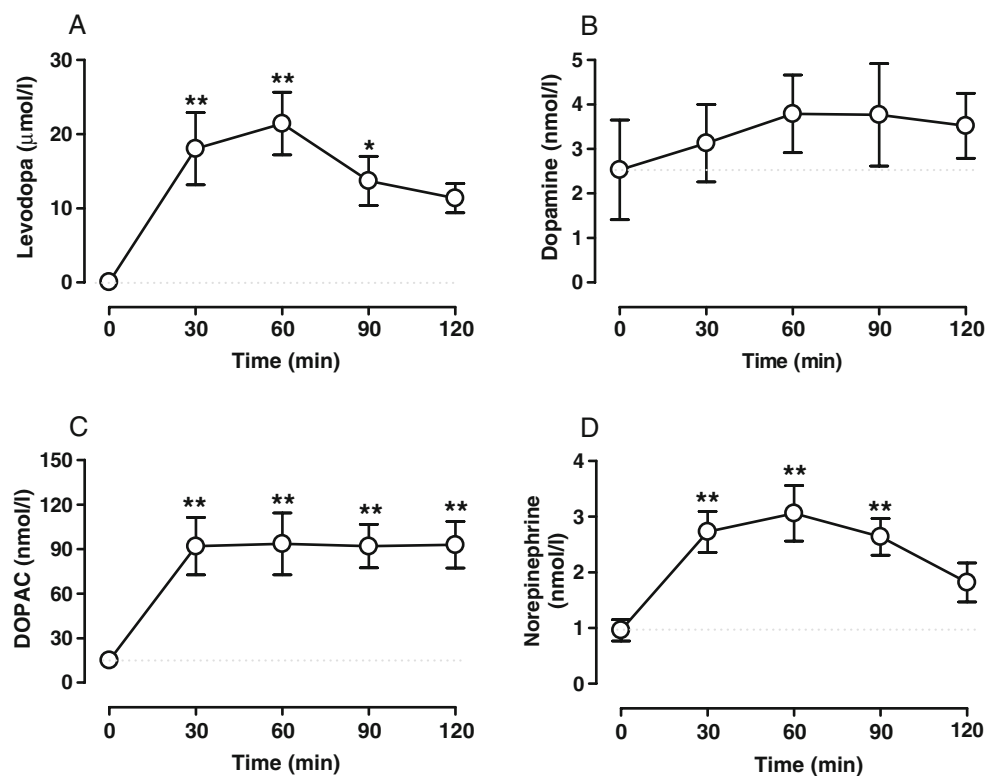 A
Levodopa (μmol/l)
30
20
10
0
**
**
*
0 30 60 90 120
Time (min)
B
Dopamine (nmol/l)
5
4
3
2
1
0
0 30 60 90 120
Time (min)
C
DOPAC (nmol/l)
150
120
90
60
30
0
** ** ** **
0 30 60 90 120
Time (min)
D
Norepinephrine
(nmol/l)
4
3
2
1
0
**
**
**
0 30 60 90 120
Time (min)